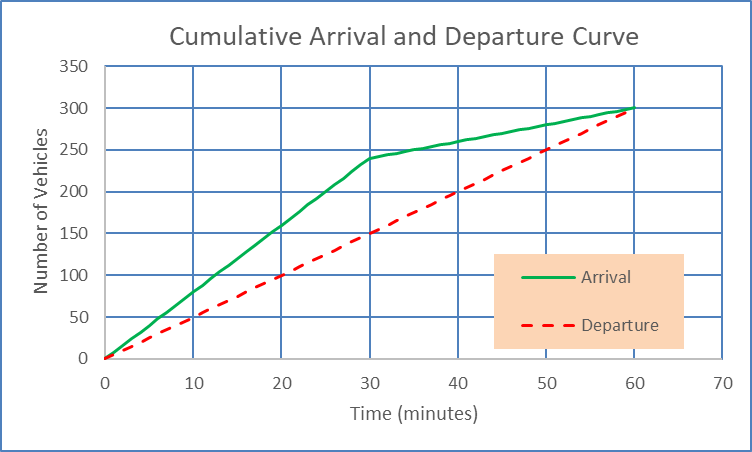 Cumulative Arrival and Departure Curve
350
300
250
200
150
100
50
0
Number of Vehicles
Arrival
Departure
0 10 20 30 40 50 60 70
Time (minutes)